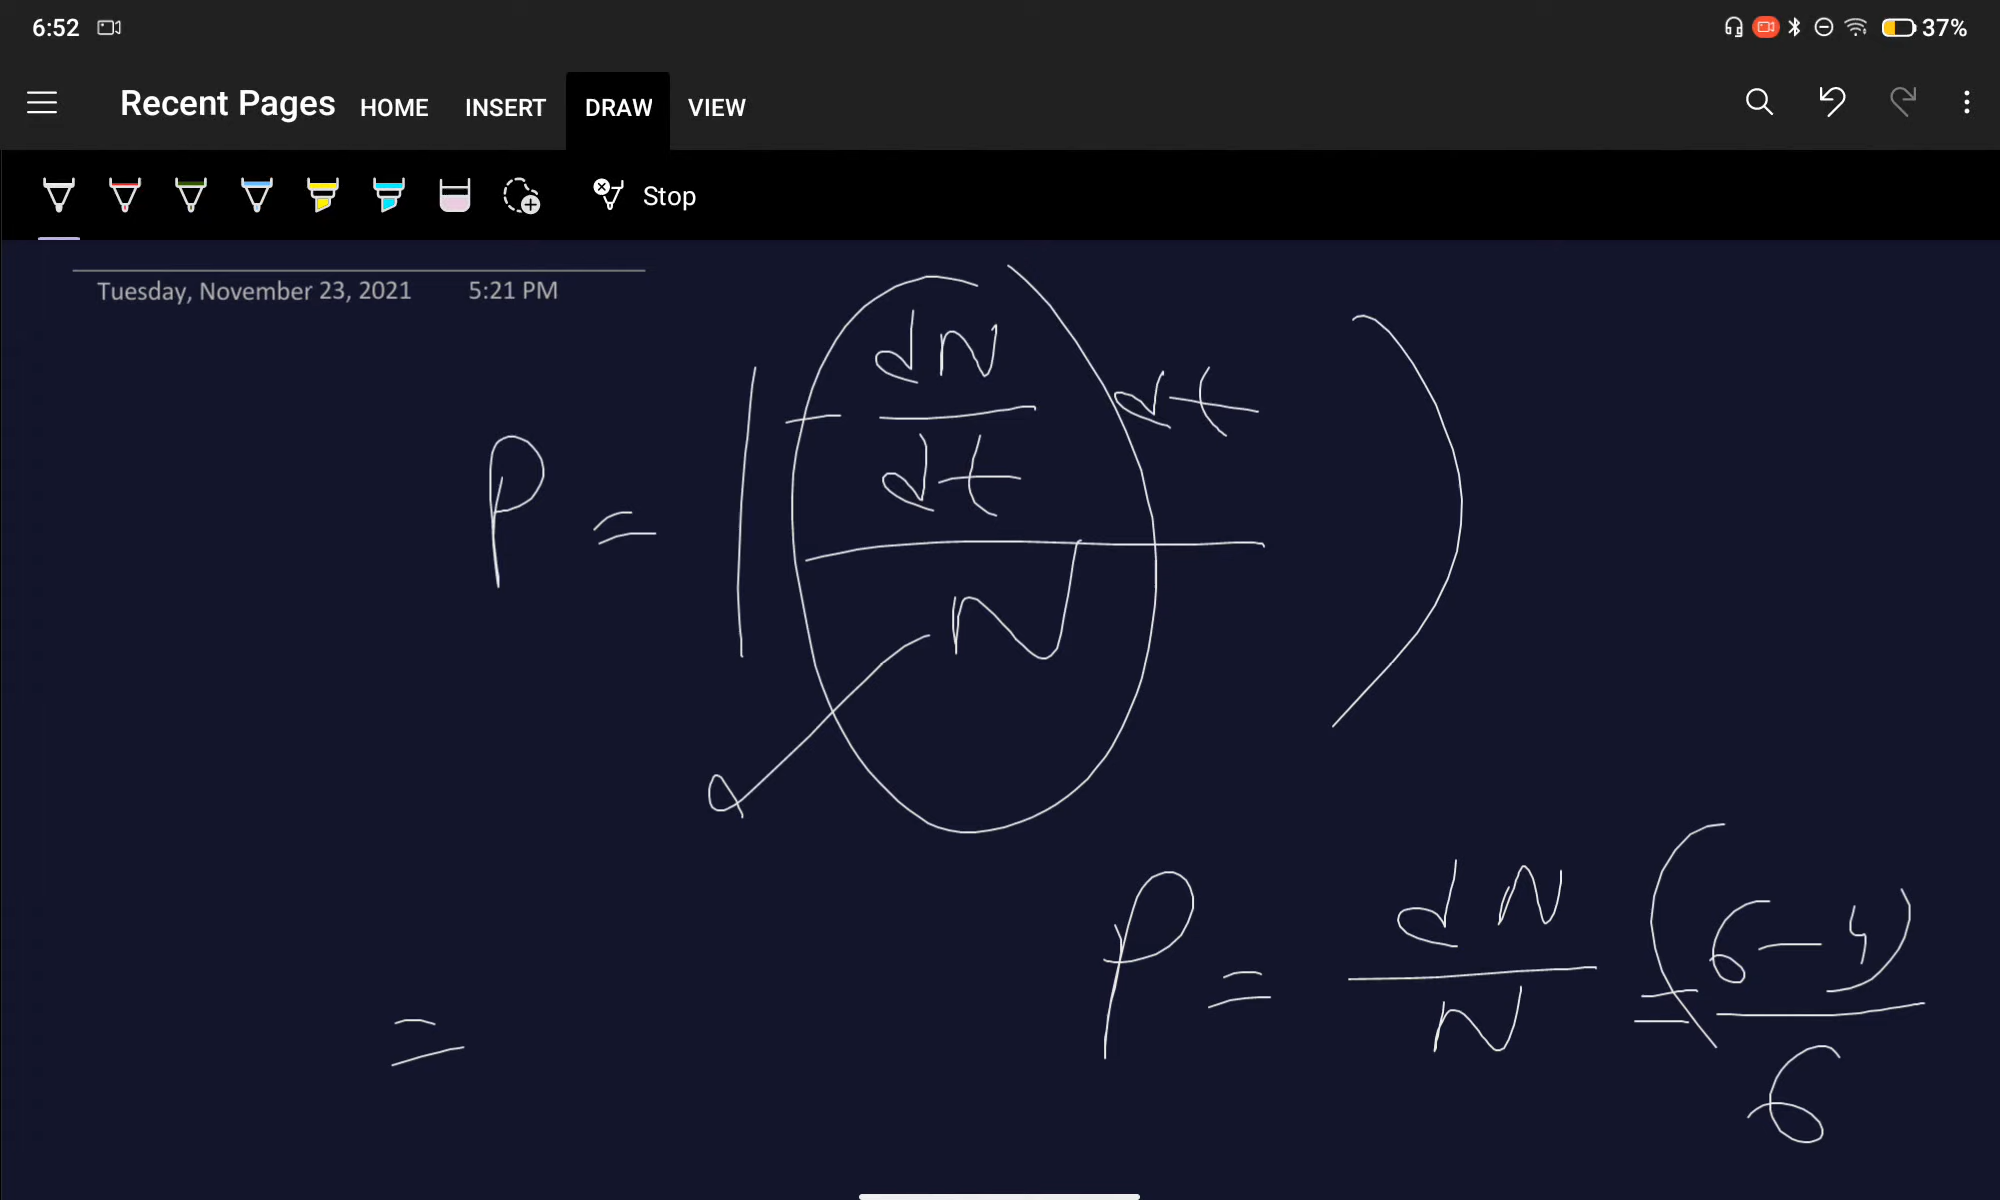 6:52 37%
Recent Pages HOME INSERT DRAW VIEW
Stop
Tuesday, November 23, 2021 5:21 PM
P = ( - dN/dt dt / N )
P = dN/N = (6-4)/6
=